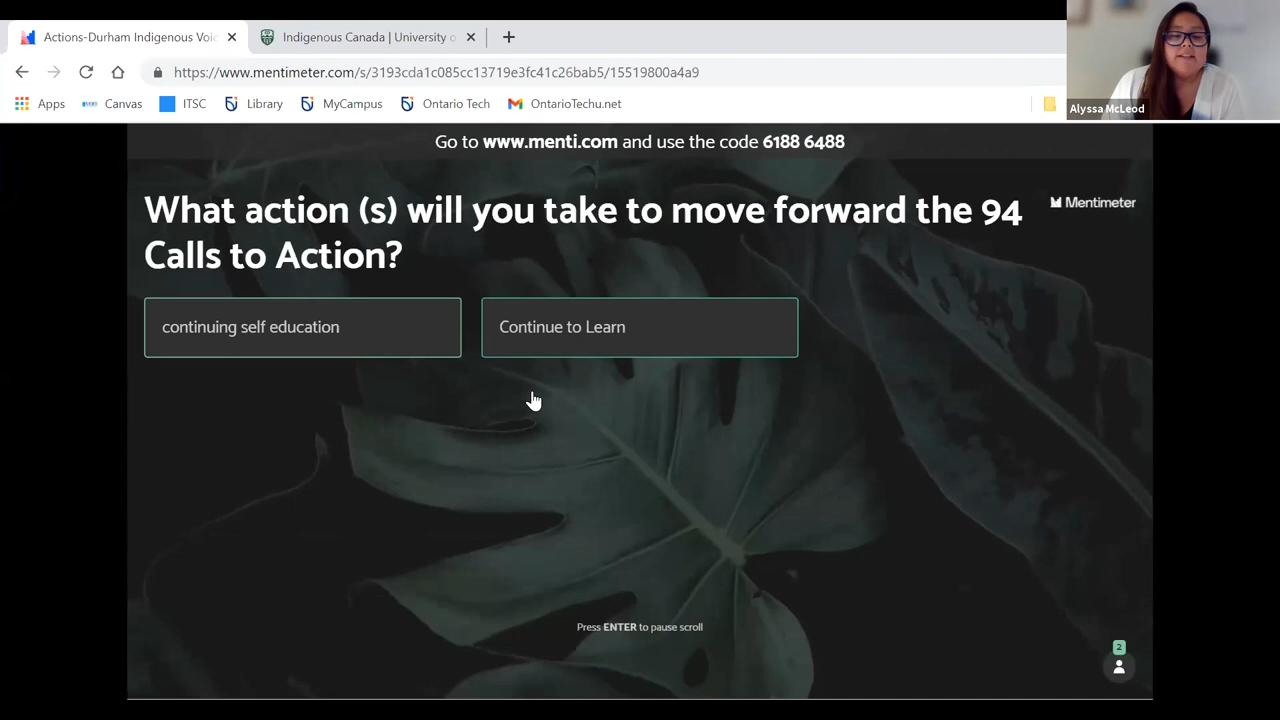 Actions-Durham Indigenous Voic
Indigenous Canada | University o
https://www.mentimeter.com/s/3193cda1c085cc13719e3fc41c26bab5/15519800a4a9
Apps Canvas ITSC Library MyCampus Ontario Tech OntarioTechu.net
Alyssa McLeod
Go to www.menti.com and use the code 6188 6488
What action (s) will you take to move forward the 94
Calls to Action?
Mentimeter
continuing self education
Continue to Learn
Press ENTER to pause scroll
2